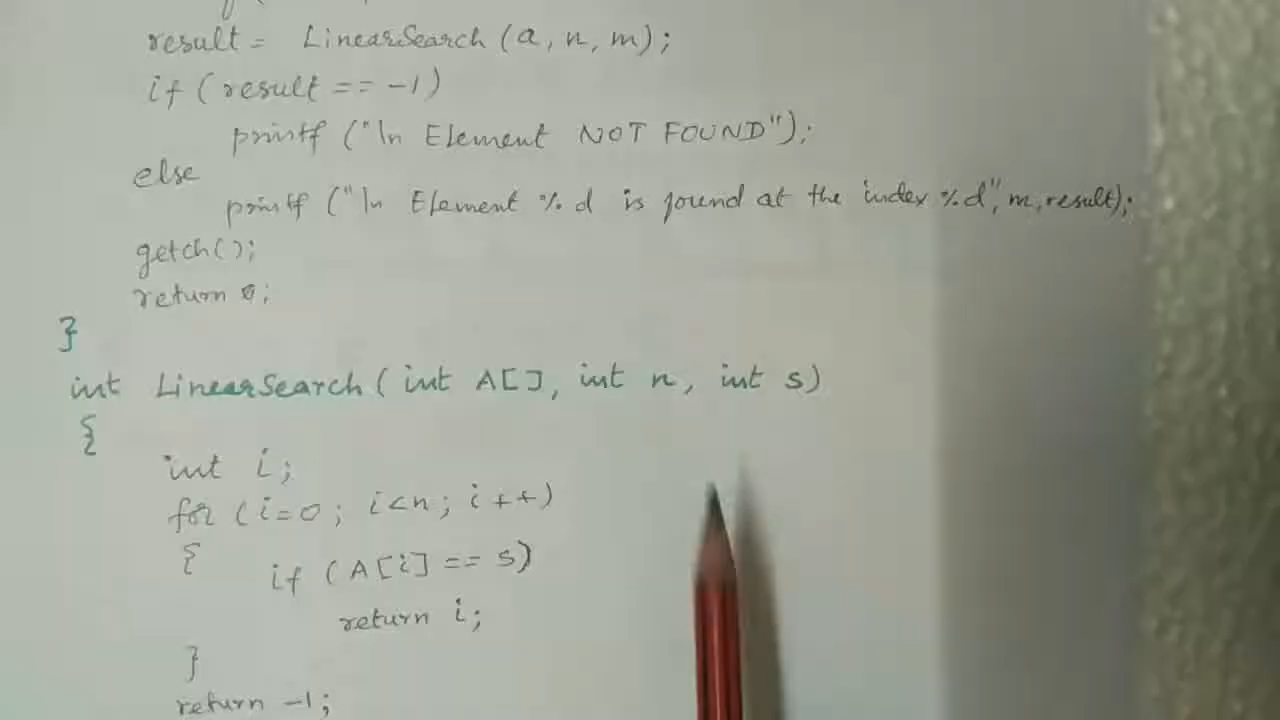 result = LinearSearch (a, n, m);
if (result == -1)
printf ("\n Element NOT FOUND");
else
printf ("\n Element %d is found at the index %d", m, result);
getch();
return 0;
}
int LinearSearch (int A[], int n, int s)
{
int i;
for (i=0; i<n; i++)
{ if (A[i] == s)
return i;
}
return -1;